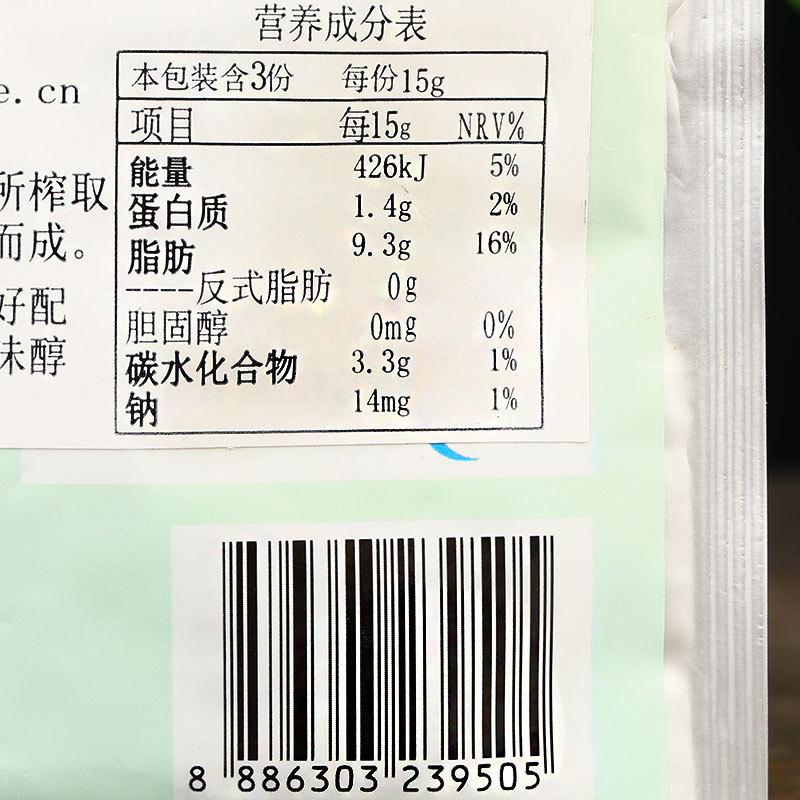 营养成分表
本包装含3份 每份15g
e.cn
项目 每15g NRV%
能量 426kJ 5%
所榨取
蛋白质 1.4g 2%
而成。
脂肪 9.3g 16%
----反式脂肪 0g
好配
胆固醇 0mg 0%
味醇
碳水化合物 3.3g 1%
钠 14mg 1%
8 886303 239505